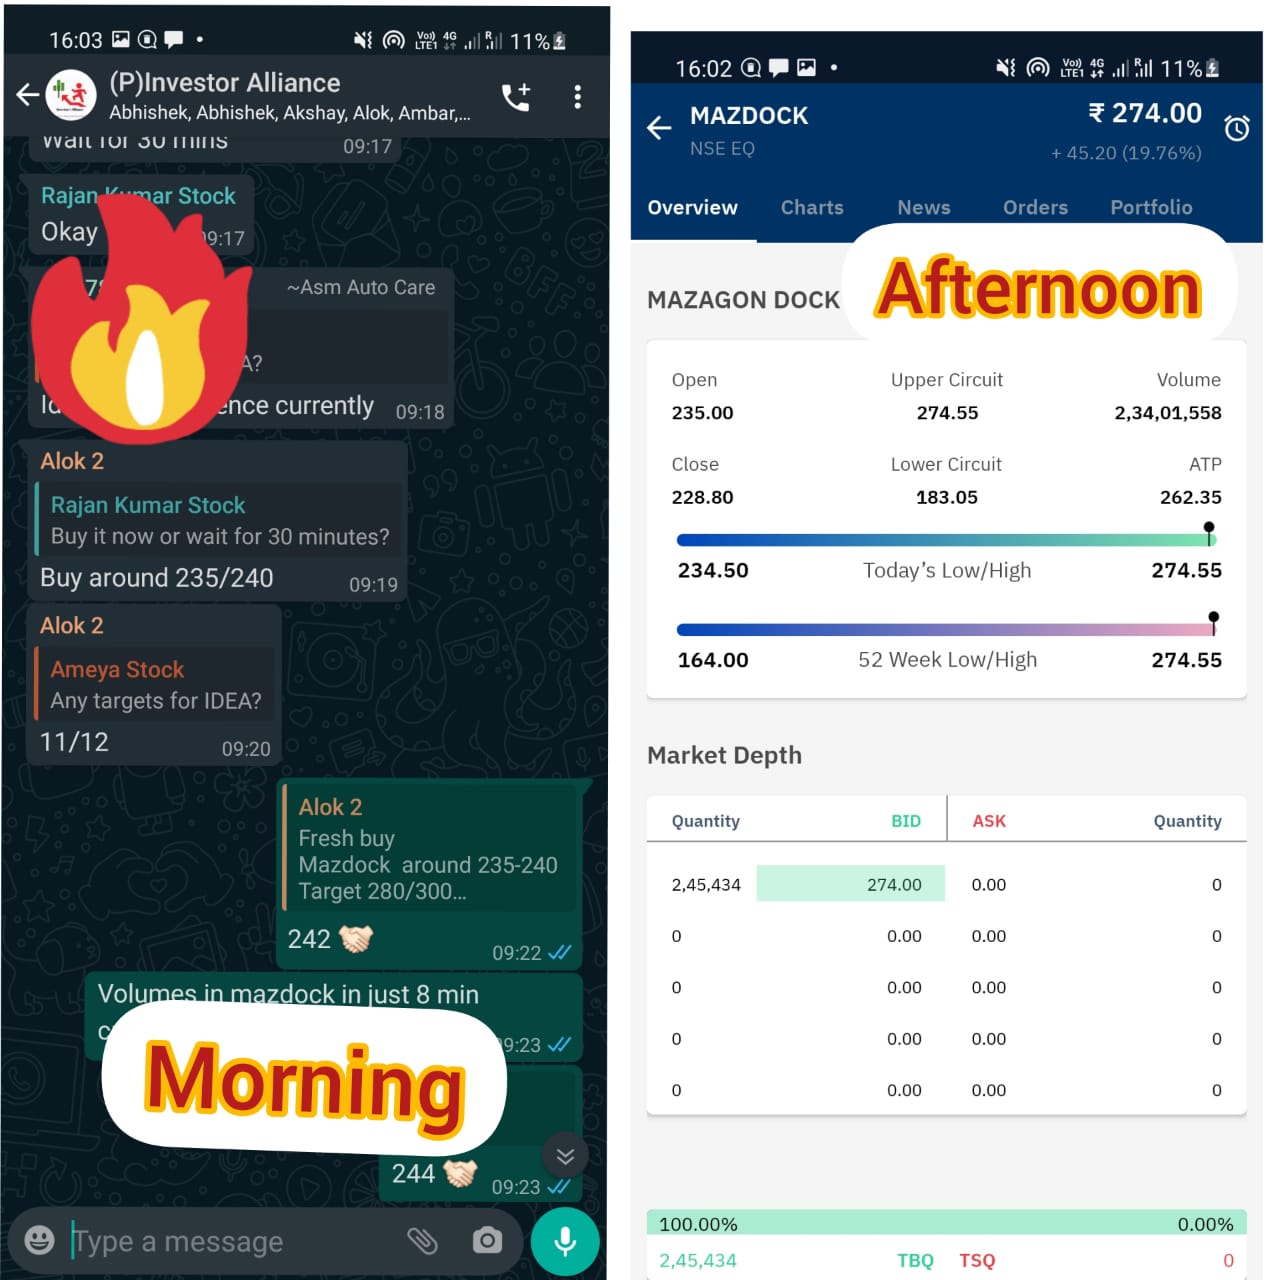 16:03
Vo)) 4G R
LTE1 11%
(P)Investor Alliance
Abhishek, Abhishek, Akshay, Alok, Ambar,...
Wait for 30 mins 09:17
Rajan Kumar Stock
Okay 09:17
~Asm Auto Care
A?
ence currently 09:18
Alok 2
Rajan Kumar Stock
Buy it now or wait for 30 minutes?
Buy around 235/240 09:19
Alok 2
Ameya Stock
Any targets for IDEA?
11/12 09:20
Alok 2
Fresh buy
Mazdock around 235-240
Target 280/300...
242 09:22
Volumes in mazdock in just 8 min
09:23
Morning
244 09:23
Type a message
16:02
Vo)) 4G R
LTE1 11%
MAZDOCK ₹ 274.00
NSE EQ + 45.20 (19.76%)
Overview Charts News Orders Portfolio
Afternoon
MAZAGON DOCK
Open Upper Circuit Volume
235.00 274.55 2,34,01,558
Close Lower Circuit ATP
228.80 183.05 262.35
234.50 Today's Low/High 274.55
164.00 52 Week Low/High 274.55
Market Depth
Quantity BID ASK Quantity
2,45,434 274.00 0.00 0
0 0.00 0.00 0
0 0.00 0.00 0
0 0.00 0.00 0
0 0.00 0.00 0
100.00% 0.00%
2,45,434 TBQ TSQ 0